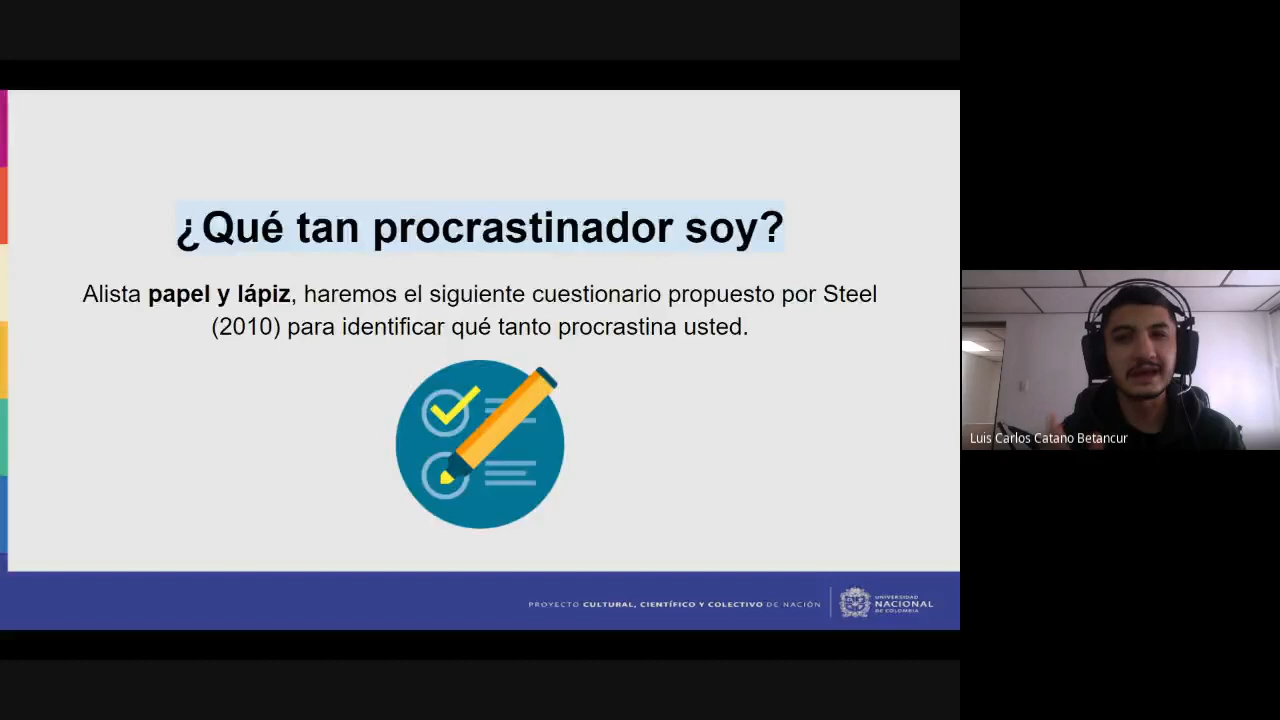 ¿Qué tan procrastinador soy?
Alista papel y lápiz, haremos el siguiente cuestionario propuesto por Steel
(2010) para identificar qué tanto procrastina usted.
Luis Carlos Catano Betancur
PROYECTO CULTURAL, CIENTÍFICO Y COLECTIVO DE NACIÓN
UNIVERSIDAD
NACIONAL
DE COLOMBIA